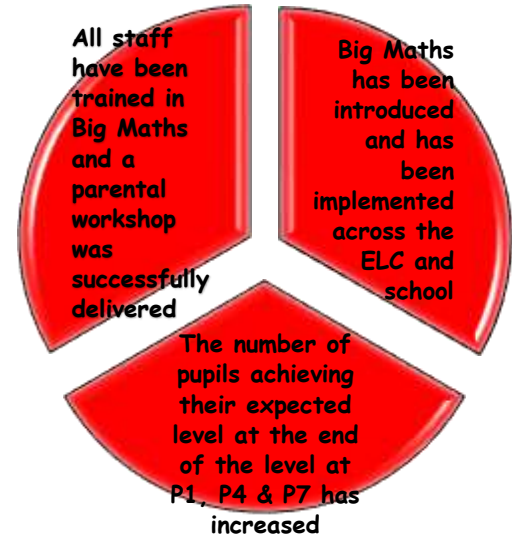 All staff
have been
trained in
Big Maths
and a
parental
workshop
was
successfully
delivered
Big Maths
has been
introduced
and has
been
implemented
across the
ELC and
school
The number of
pupils achieving
their expected
level at the end
of the level at
P1, P4 & P7 has
increased